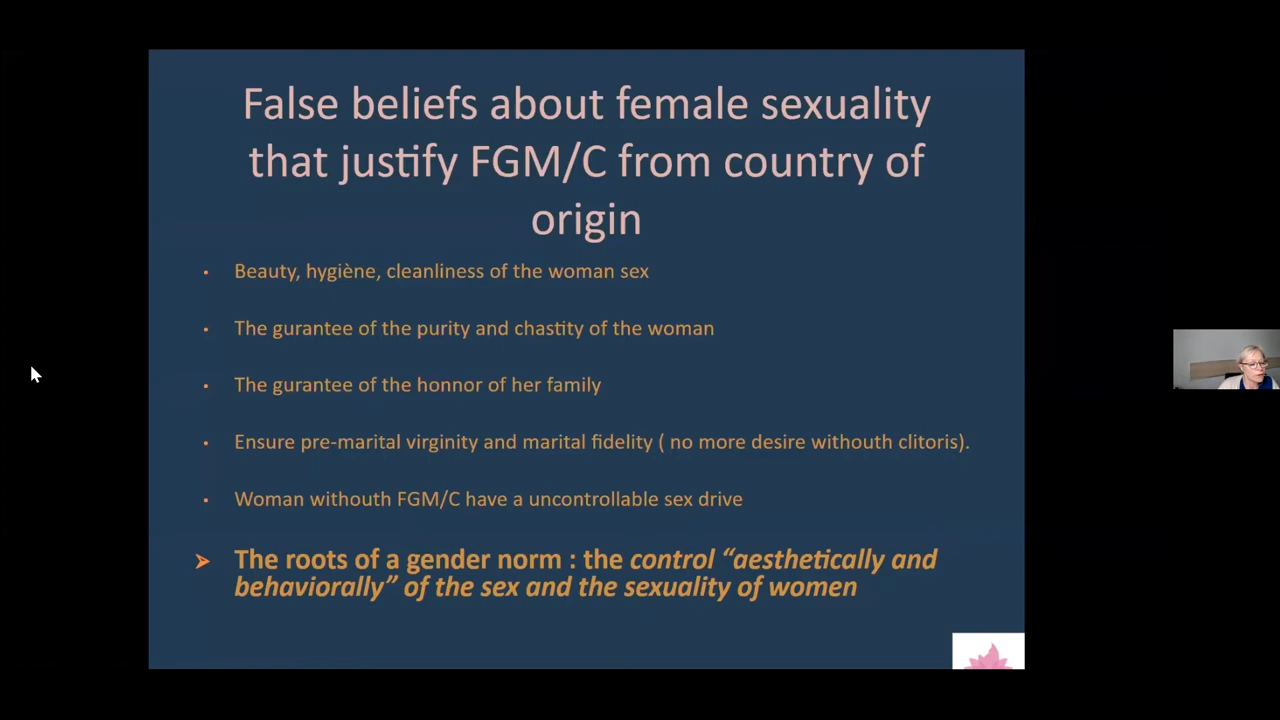 False beliefs about female sexuality
that justify FGM/C from country of
origin
• Beauty, hygiène, cleanliness of the woman sex
• The gurantee of the purity and chastity of the woman
• The gurantee of the honnor of her family
• Ensure pre-marital virginity and marital fidelity ( no more desire withouth clitoris).
• Woman withouth FGM/C have a uncontrollable sex drive
➢ The roots of a gender norm : the control “aesthetically and
behaviorally” of the sex and the sexuality of women